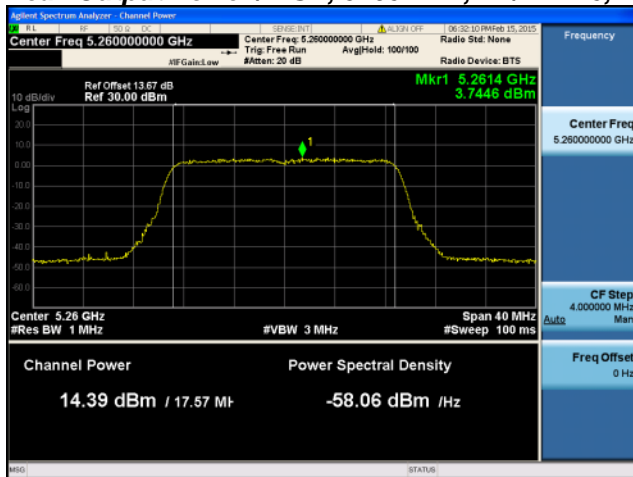 Agilent Spectrum Analyzer - Channel Power
RL RF 50 Ω DC SENSE:INT ALIGN OFF 06:32:10 PM Feb 15, 2015
Center Freq 5.260000000 GHz
Center Freq: 5.260000000 GHz
Radio Std: None
Trig: Free Run Avg|Hold: 100/100
#IFGain:Low #Atten: 20 dB Radio Device: BTS
Ref Offset 13.67 dB
10 dB/div Ref 30.00 dBm
Mkr1 5.2614 GHz
3.7446 dBm
Log
20.0
10.0
1
0.00
-10.0
-20.0
-30.0
-40.0
-50.0
-60.0
Center 5.26 GHz Span 40 MHz
#Res BW 1 MHz #VBW 3 MHz #Sweep 100 ms
Channel Power Power Spectral Density
14.39 dBm / 17.57 MH -58.06 dBm /Hz
MSG STATUS
Frequency
Center Freq
5.260000000 GHz
CF Step
4.000000 MHz
Auto Man
Freq Offset
0 Hz